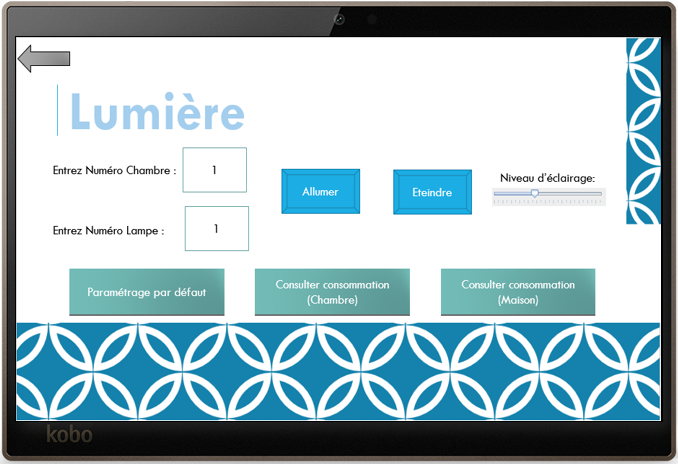 Lumière
Entrez Numéro Chambre :
1
Allumer
Eteindre
Niveau d'éclairage:
Entrez Numéro Lampe :
1
Paramétrage par défaut
Consulter consommation
(Chambre)
Consulter consommation
(Maison)
kobo